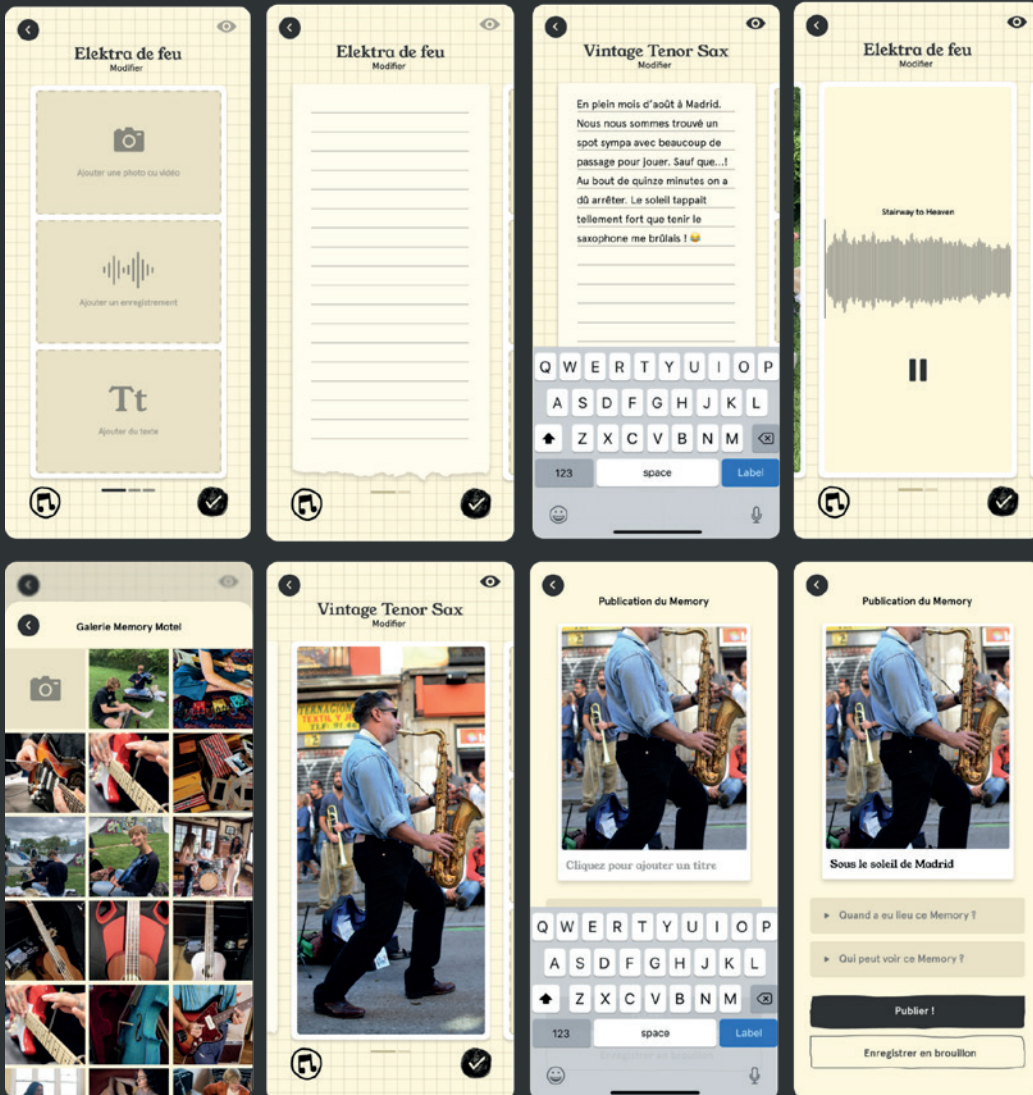 Elektra de feu
Modifier
Ajouter une photo ou vidéo
Ajouter un enregistrement
Tt
Ajouter du texte
Elektra de feu
Modifier
Vintage Tenor Sax
Modifier
En plein mois d'août à Madrid.
Nous nous sommes trouvé un
spot sympa avec beaucoup de
passage pour jouer. Sauf que...!
Au bout de quinze minutes on a
dû arrêter. Le soleil tappait
tellement fort que tenir le
saxophone me brûlais ! 😂
Q W E R T Y U I O P
A S D F G H J K L
Z X C V B N M
123 space Label
Elektra de feu
Modifier
Stairway to Heaven
Galerie Memory Motel
Vintage Tenor Sax
Modifier
TEXTIL Y
Publication du Memory
Cliquez pour ajouter un titre
Q W E R T Y U I O P
A S D F G H J K L
Z X C V B N M
123 space Label
Enregistrer en brouillon
Publication du Memory
Sous le soleil de Madrid
Quand a eu lieu ce Memory ?
Qui peut voir ce Memory ?
Publier !
Enregistrer en brouillon